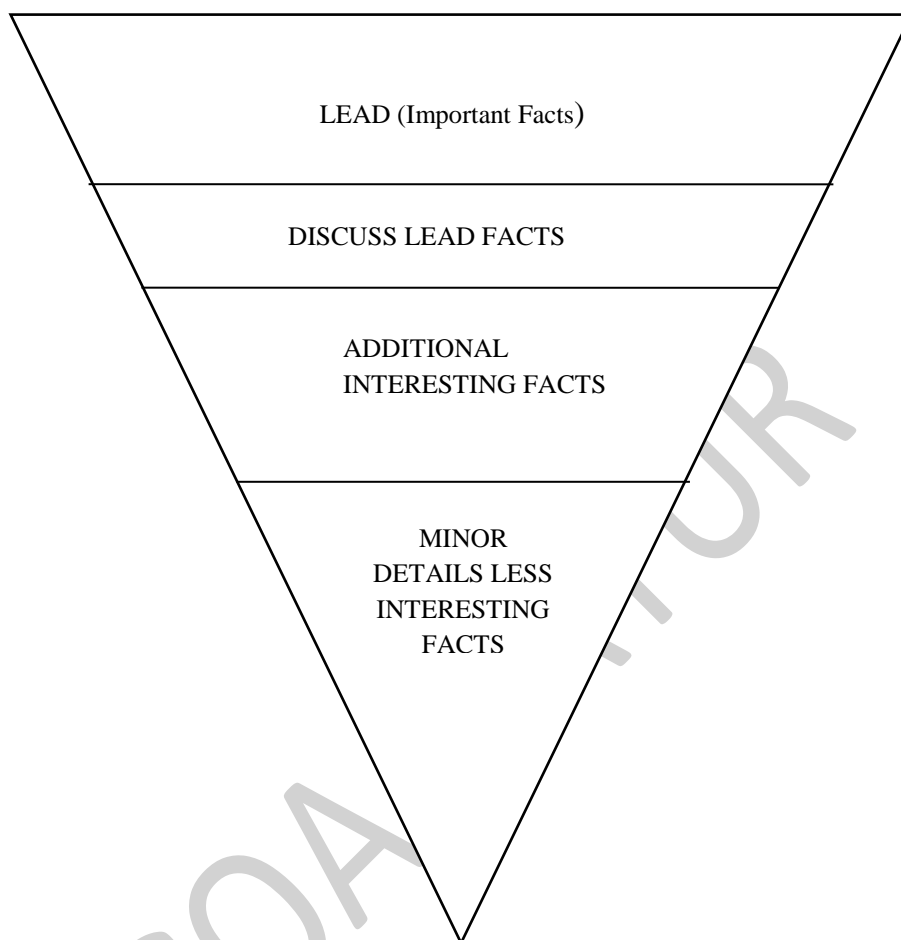 LEAD (Important Facts)
DISCUSS LEAD FACTS
ADDITIONAL
INTERESTING FACTS
MINOR
DETAILS LESS
INTERESTING
FACTS